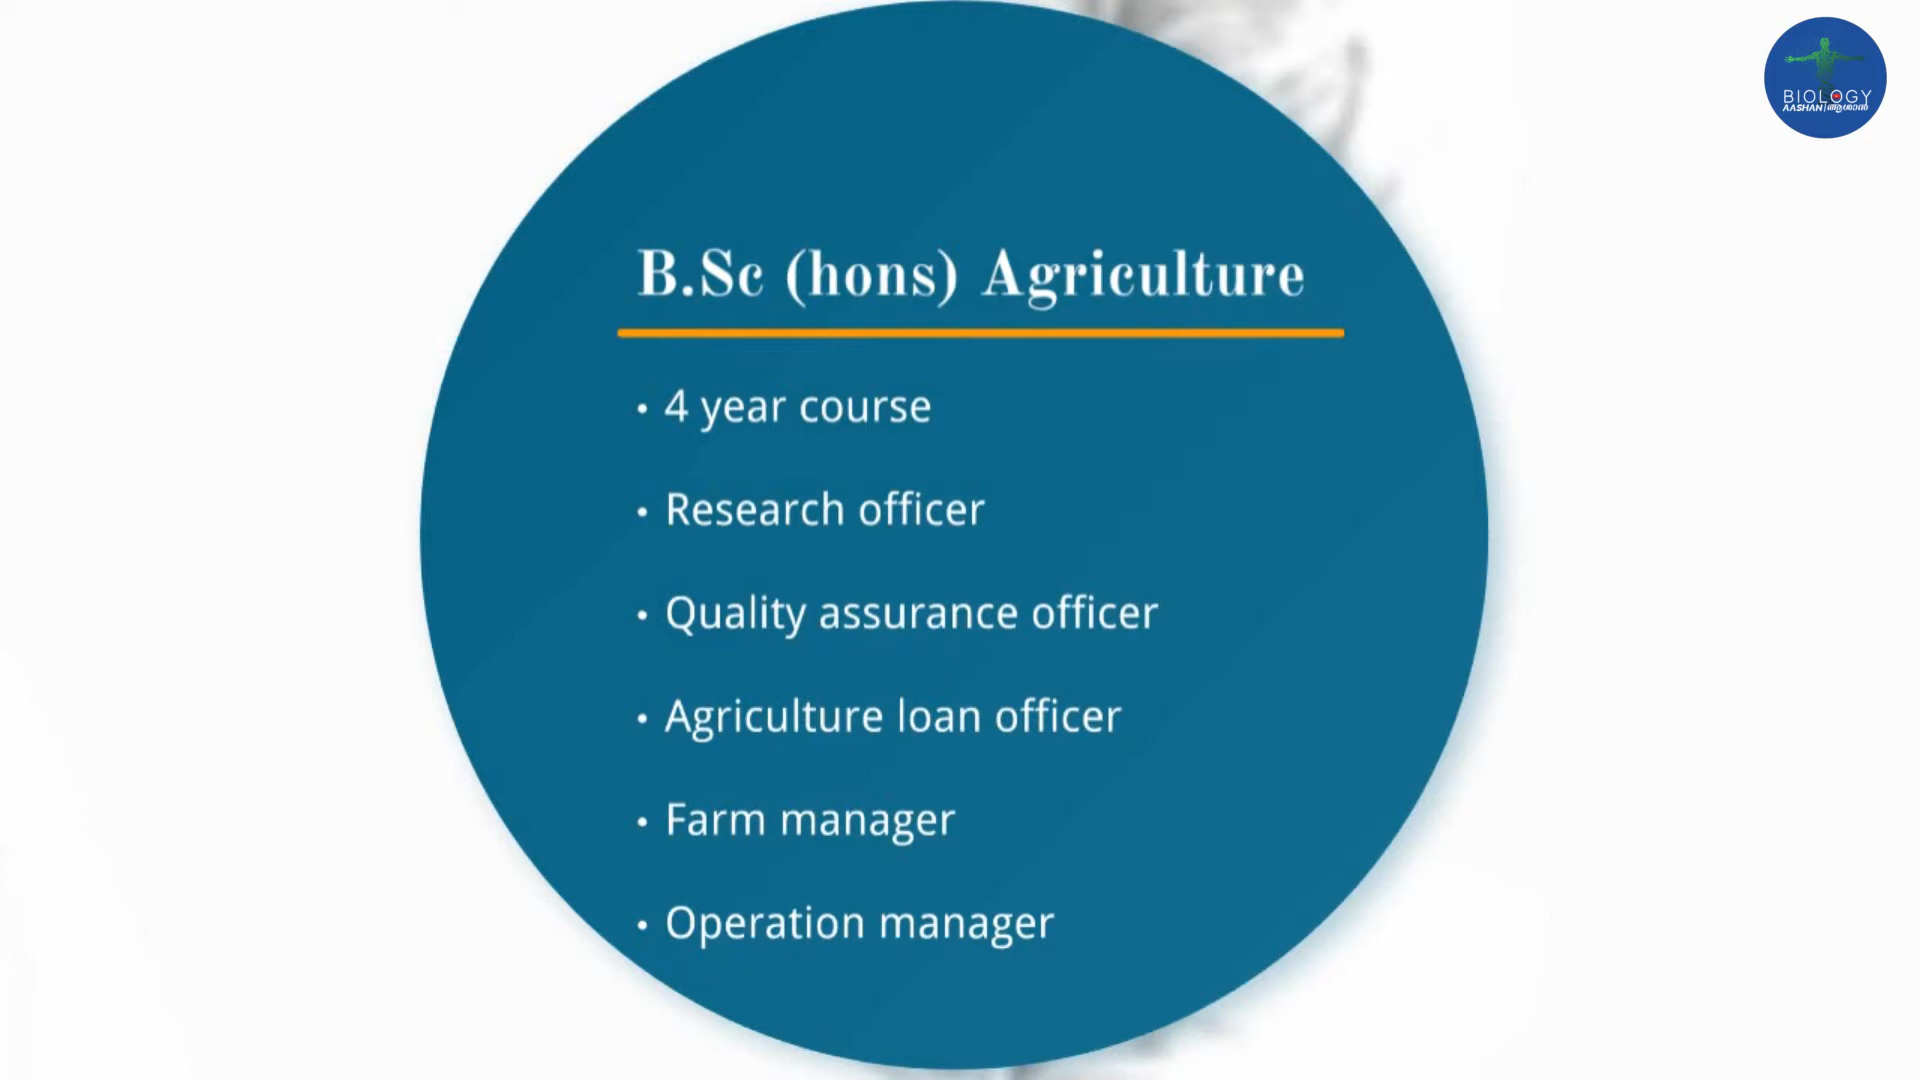 BIOLOGY
AASHAN|ആശാൻ
B.Sc (hons) Agriculture
• 4 year course
• Research officer
• Quality assurance officer
• Agriculture loan officer
• Farm manager
• Operation manager